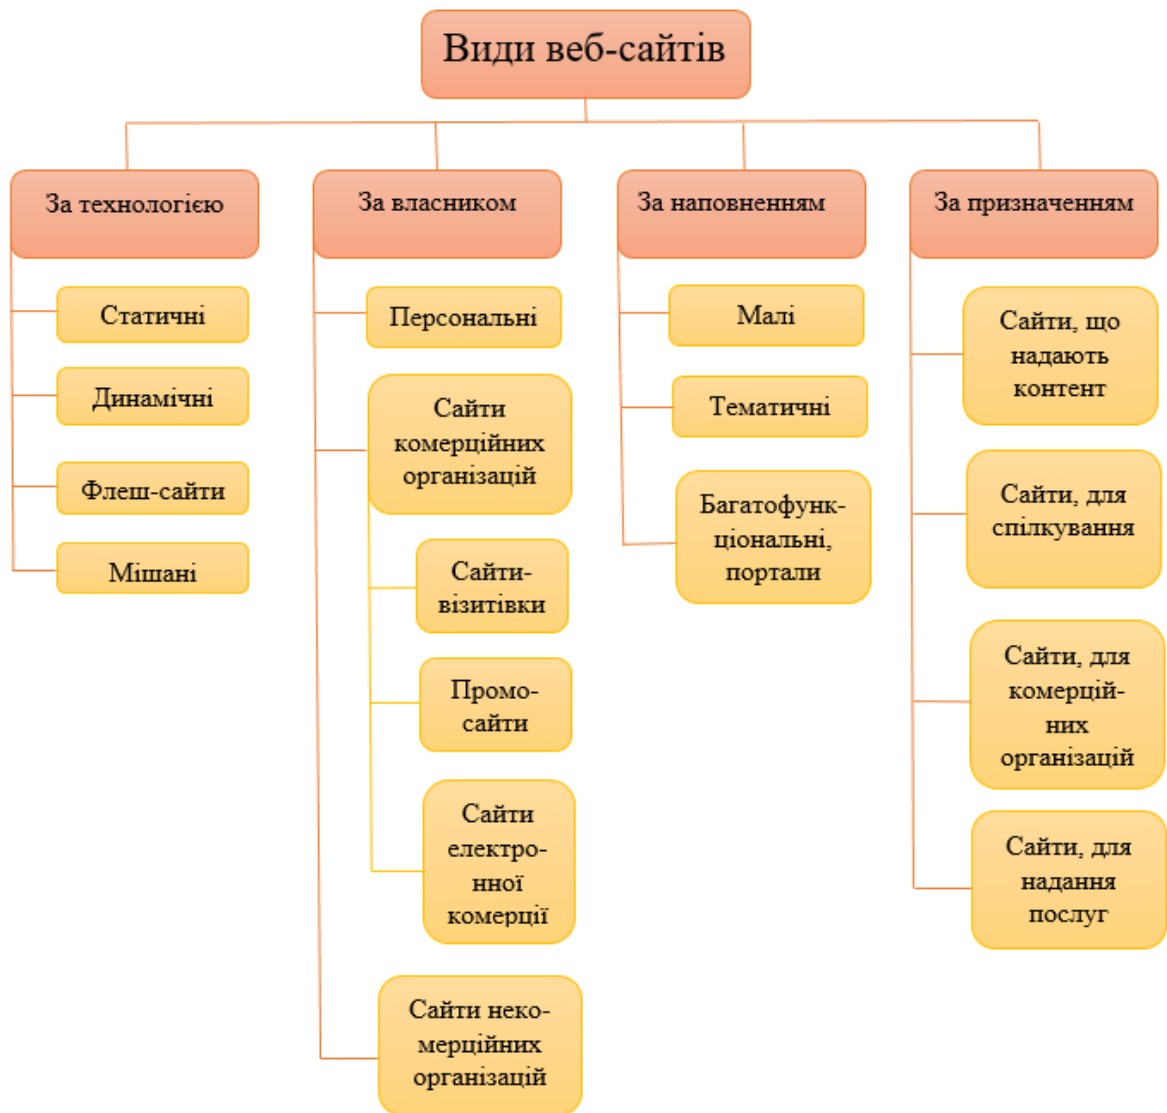 Види веб-сайтів
За технологією
Статичні
Динамічні
Флеш-сайти
Мішані
За власником
Персональні
Сайти
комерційних
організацій
Сайти-
візитівки
Промо-
сайти
Сайти
електро-
нної
комерції
Сайти неко-
мерційних
організацій
За наповненням
Малі
Тематичні
Багатофунк-
ціональні,
портали
За призначенням
Сайти, що
надають
контент
Сайти, для
спілкування
Сайти, для
комерцій-
них
організацій
Сайти, для
надання
послуг